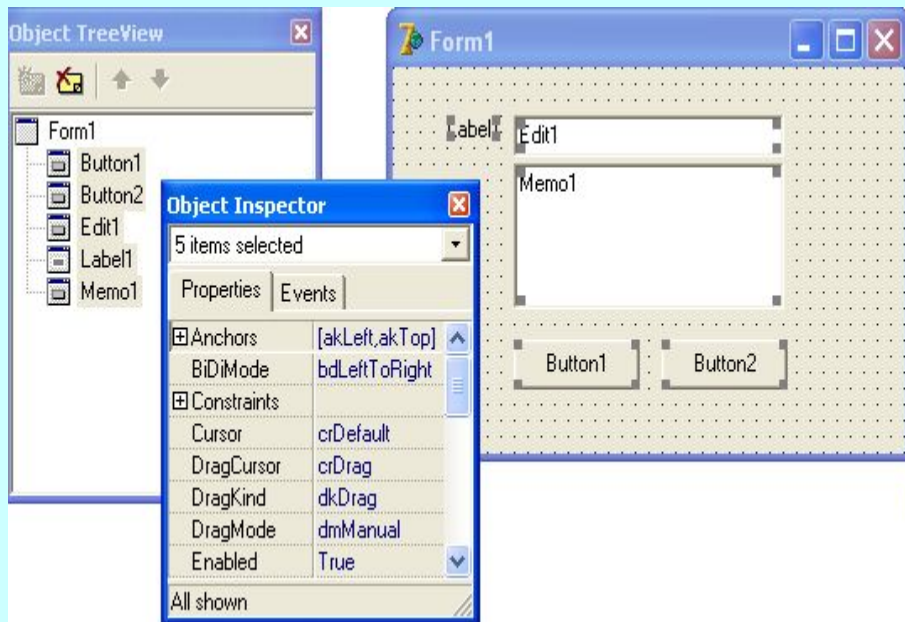 Object TreeView
Form1
Button1
Button2
Edit1
Label1
Memo1
Object Inspector
5 items selected
Properties Events
Anchors [akLeft,akTop]
BiDiMode bdLeftToRight
Constraints
Cursor crDefault
DragCursor crDrag
DragKind dkDrag
DragMode dmManual
Enabled True
All shown
Form1
Label1 Edit1
Memo1
Button1 Button2